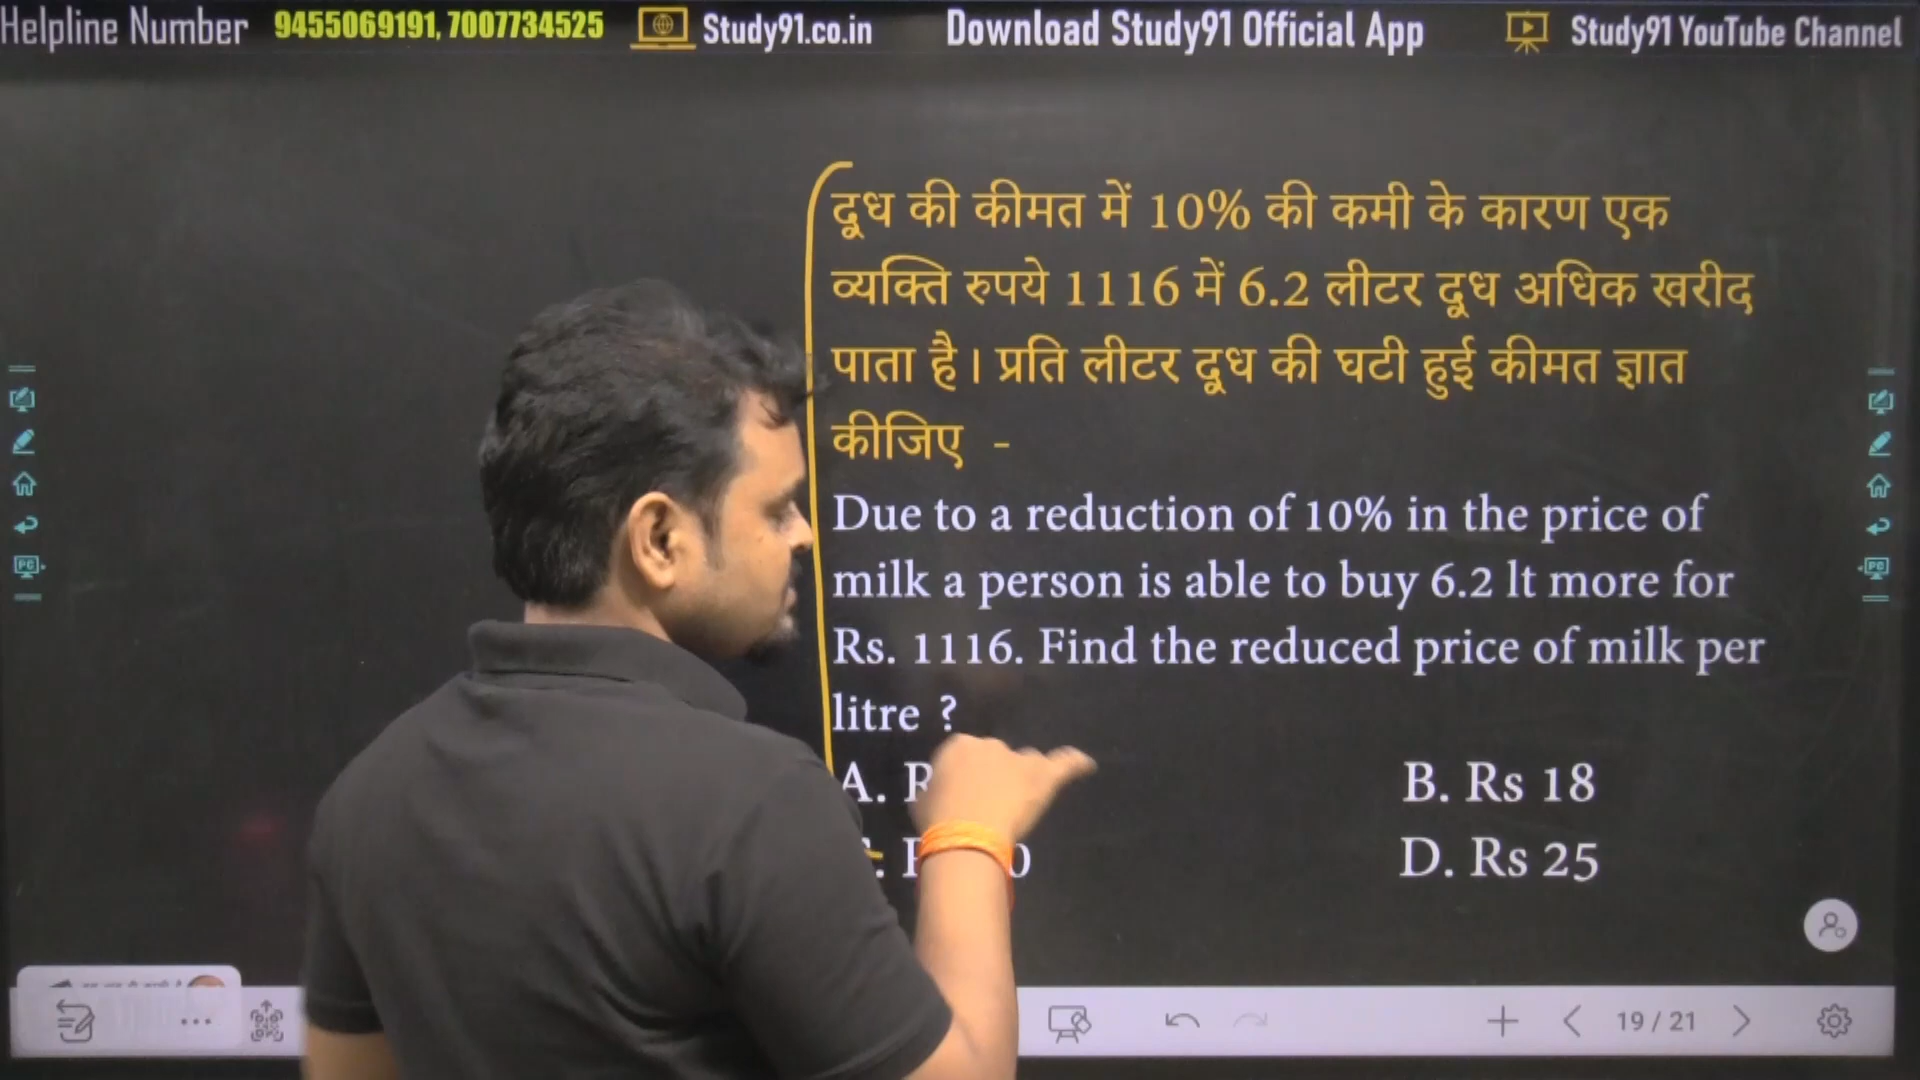 Helpline Number 9455069191, 7007734525 Study91.co.in Download Study91 Official App Study91 YouTube Channel
दूध की कीमत में 10% की कमी के कारण एक
व्यक्ति रुपये 1116 में 6.2 लीटर दूध अधिक खरीद
पाता है। प्रति लीटर दूध की घटी हुई कीमत ज्ञात
कीजिए -
Due to a reduction of 10% in the price of
milk a person is able to buy 6.2 lt more for
Rs. 1116. Find the reduced price of milk per
litre ?
A. B. Rs 18
D. Rs 25
19 / 21